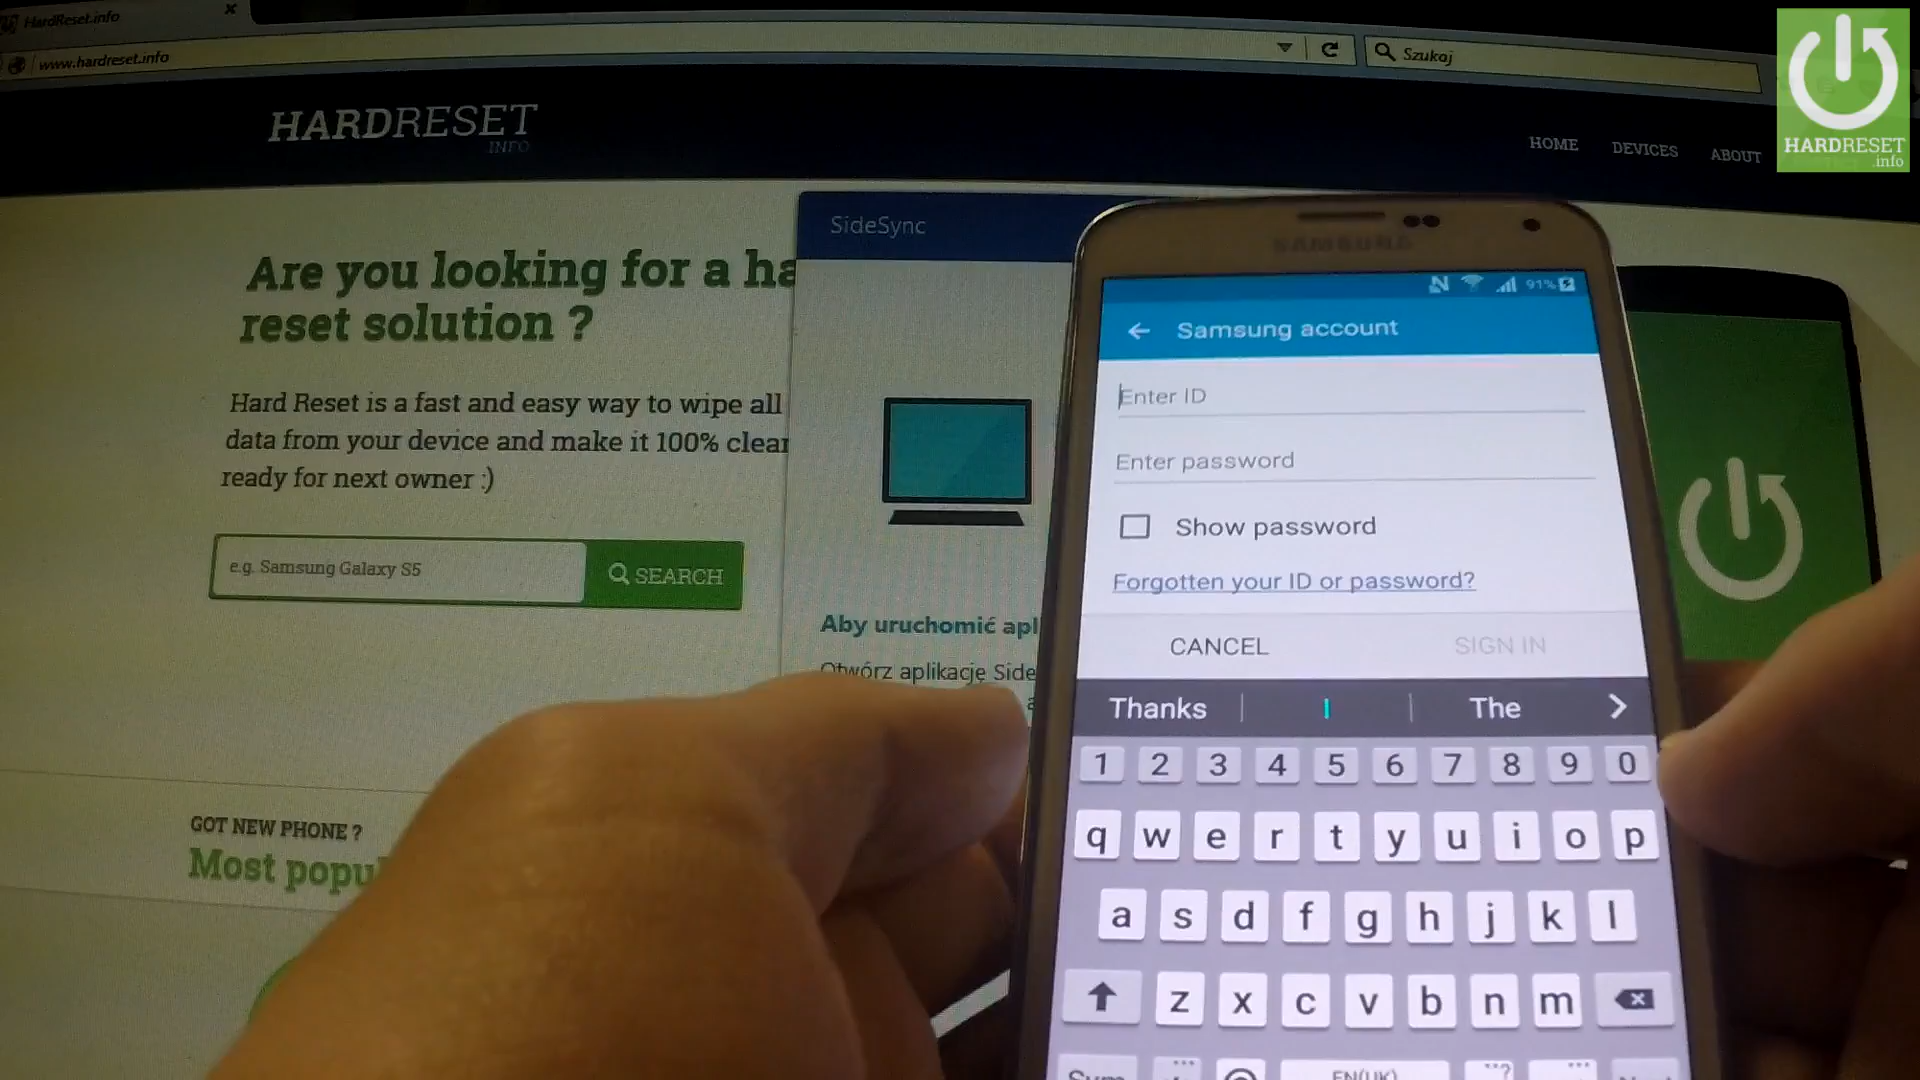 HardReset.info
www.hardreset.info
Szukaj
HARDRESET
INFO
HOME DEVICES ABOUT
HARDRESET
.info
Are you looking for a ha
reset solution ?
Hard Reset is a fast and easy way to wipe all
data from your device and make it 100% clear
ready for next owner :)
e.g. Samsung Galaxy S5
SEARCH
GOT NEW PHONE ?
Most popu
SideSync
Aby uruchomić apl
Otwórz aplikację Side
SAMSUNG
91%
Samsung account
Enter ID
Enter password
Show password
Forgotten your ID or password?
CANCEL SIGN IN
Thanks I The
1 2 3 4 5 6 7 8 9 0
q w e r t y u i o p
a s d f g h j k l
z x c v b n m
Sym EN(UK)